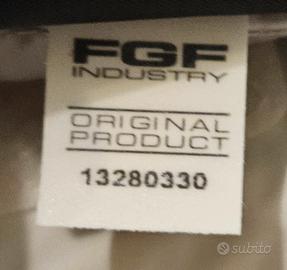 FGF
INDUSTRY
ORIGINAL
PRODUCT
13280330
subito